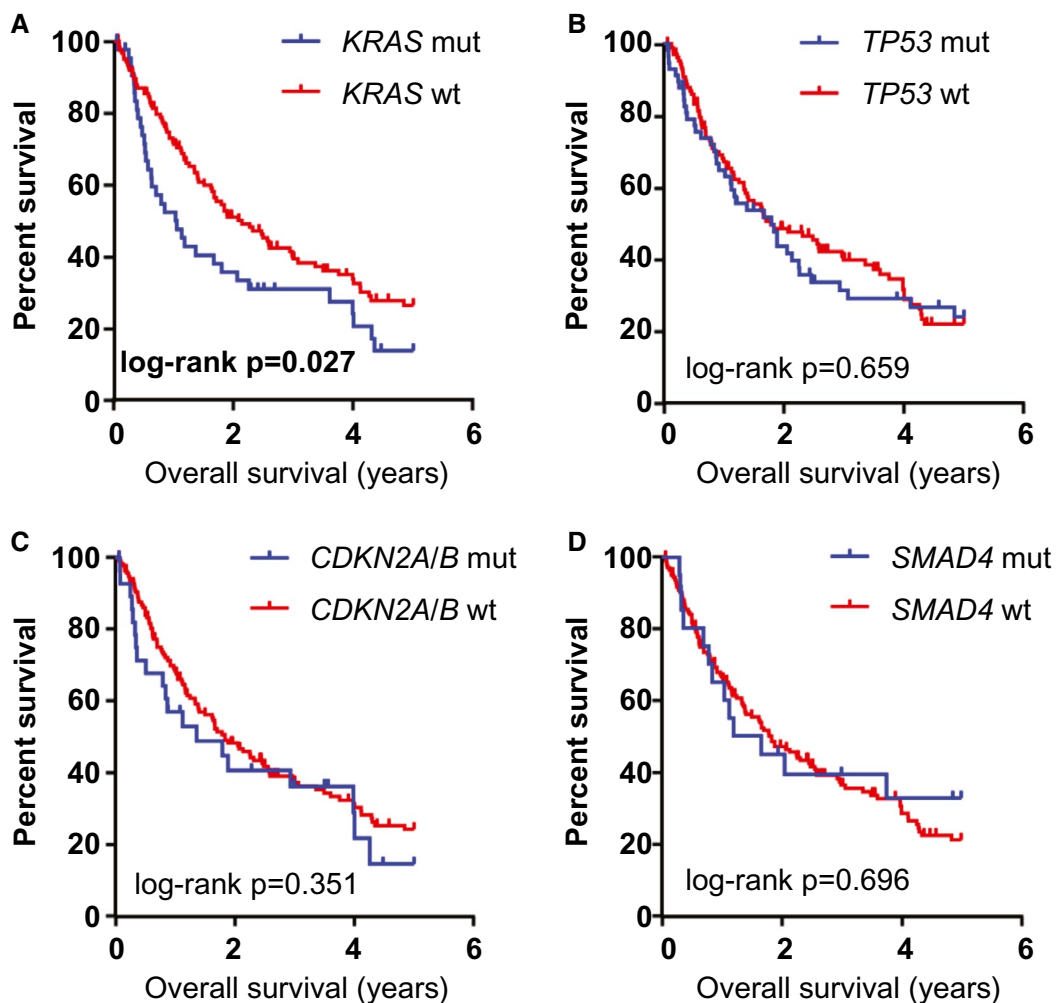 A
KRAS mut
KRAS wt
Percent survival
100
80
60
40
20
0
log-rank p=0.027
0 2 4 6
Overall survival (years)
B
TP53 mut
TP53 wt
Percent survival
100
80
60
40
20
0
log-rank p=0.659
0 2 4 6
Overall survival (years)
C
CDKN2A/B mut
CDKN2A/B wt
Percent survival
100
80
60
40
20
0
log-rank p=0.351
0 2 4 6
Overall survival (years)
D
SMAD4 mut
SMAD4 wt
Percent survival
100
80
60
40
20
0
log-rank p=0.696
0 2 4 6
Overall survival (years)